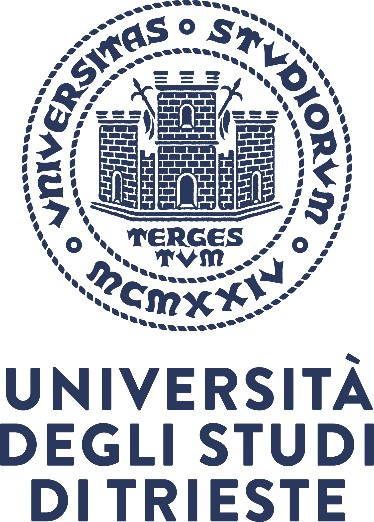 UNIVERSITAS STVDIORVM
TERGES
TVM
MCMXXIV
UNIVERSITÀ
DEGLI STUDI
DI TRIESTE